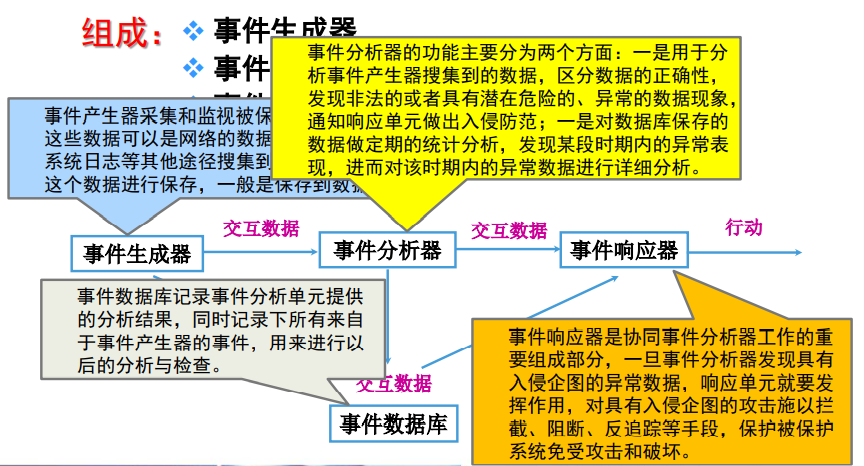 组成：
事件生成器
事件
事件分析器的功能主要分为两个方面：一是用于分
析事件产生器搜集到的数据，区分数据的正确性，
发现非法的或者具有潜在危险的、异常的数据现象，
通知响应单元做出入侵防范；一是对数据库保存的
数据做定期的统计分析，发现某段时期内的异常表
现，进而对该时期内的异常数据进行详细分析。
事件产生器采集和监视被保
这些数据可以是网络的数据
系统日志等其他途径搜集到
这个数据进行保存，一般是保存到数据
交互数据
交互数据
行动
事件生成器
事件分析器
事件响应器
事件数据库记录事件分析单元提供
的分析结果，同时记录下所有来自
于事件产生器的事件，用来进行以
后的分析与检查。
交互数据
事件数据库
事件响应器是协同事件分析器工作的重
要组成部分，一旦事件分析器发现具有
入侵企图的异常数据，响应单元就要发
挥作用，对具有入侵企图的攻击施以拦
截、阻断、反追踪等手段，保护被保护
系统免受攻击和破坏。